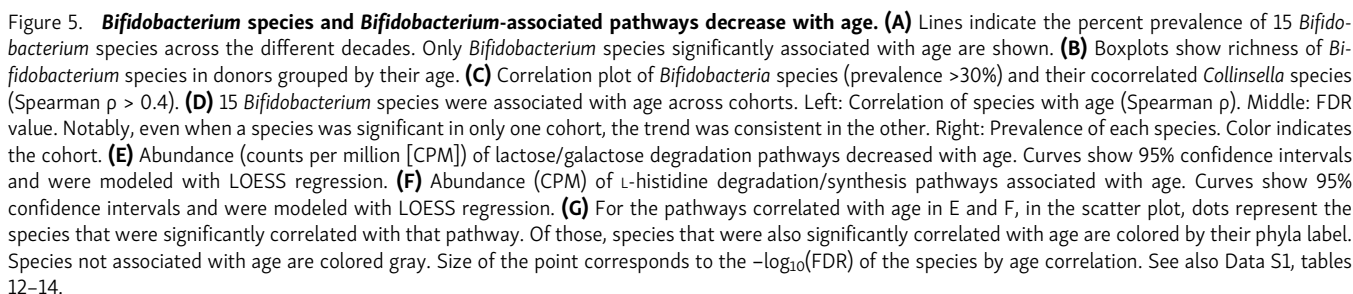 Figure 5. Bifidobacterium species and Bifidobacterium-associated pathways decrease with age. (A) Lines indicate the percent prevalence of 15 Bifido-
bacterium species across the different decades. Only Bifidobacterium species significantly associated with age are shown. (B) Boxplots show richness of Bi-
fidobacterium species in donors grouped by their age. (C) Correlation plot of Bifidobacteria species (prevalence >30%) and their cocorrelated Collinsella species
(Spearman ρ > 0.4). (D) 15 Bifidobacterium species were associated with age across cohorts. Left: Correlation of species with age (Spearman ρ). Middle: FDR
value. Notably, even when a species was significant in only one cohort, the trend was consistent in the other. Right: Prevalence of each species. Color indicates
the cohort. (E) Abundance (counts per million [CPM]) of lactose/galactose degradation pathways decreased with age. Curves show 95% confidence intervals
and were modeled with LOESS regression. (F) Abundance (CPM) of L-histidine degradation/synthesis pathways associated with age. Curves show 95%
confidence intervals and were modeled with LOESS regression. (G) For the pathways correlated with age in E and F, in the scatter plot, dots represent the
species that were significantly correlated with that pathway. Of those, species that were also significantly correlated with age are colored by their phyla label.
Species not associated with age are colored gray. Size of the point corresponds to the −log₁₀(FDR) of the species by age correlation. See also Data S1, tables
12–14.